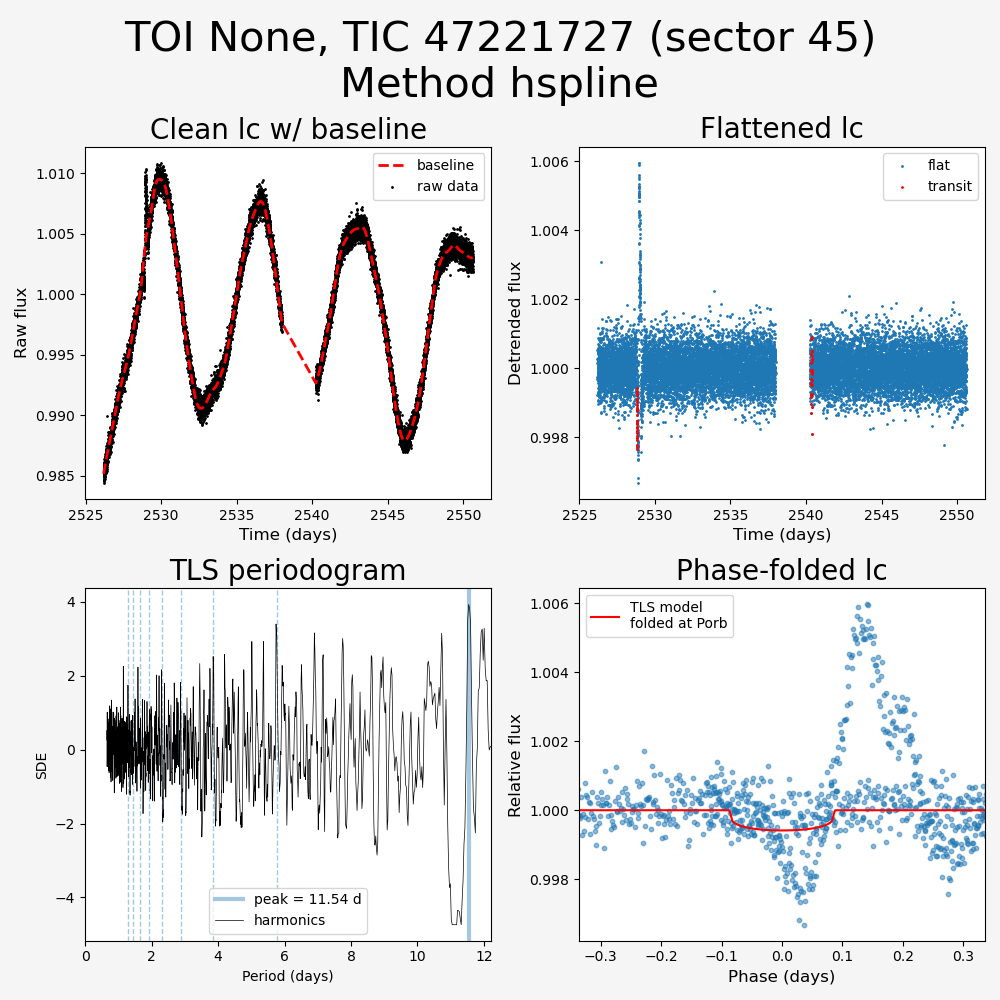 TOI None, TIC 47221727 (sector 45)
Method hspline
Clean lc w/ baseline
Raw flux
1.010
1.005
1.000
0.995
0.990
0.985
baseline
raw data
2525
2530
2535
2540
2545
2550
Time (days)
Flattened lc
Detrended flux
1.006
1.004
1.002
1.000
0.998
flat
transit
2525
2530
2535
2540
2545
2550
Time (days)
TLS periodogram
SDE
4
2
0
−2
−4
peak = 11.54 d
harmonics
0
2
4
6
8
10
12
Period (days)
Phase-folded lc
Relative flux
1.006
1.004
1.002
1.000
0.998
TLS model
folded at Porb
−0.3
−0.2
−0.1
0.0
0.1
0.2
0.3
Phase (days)